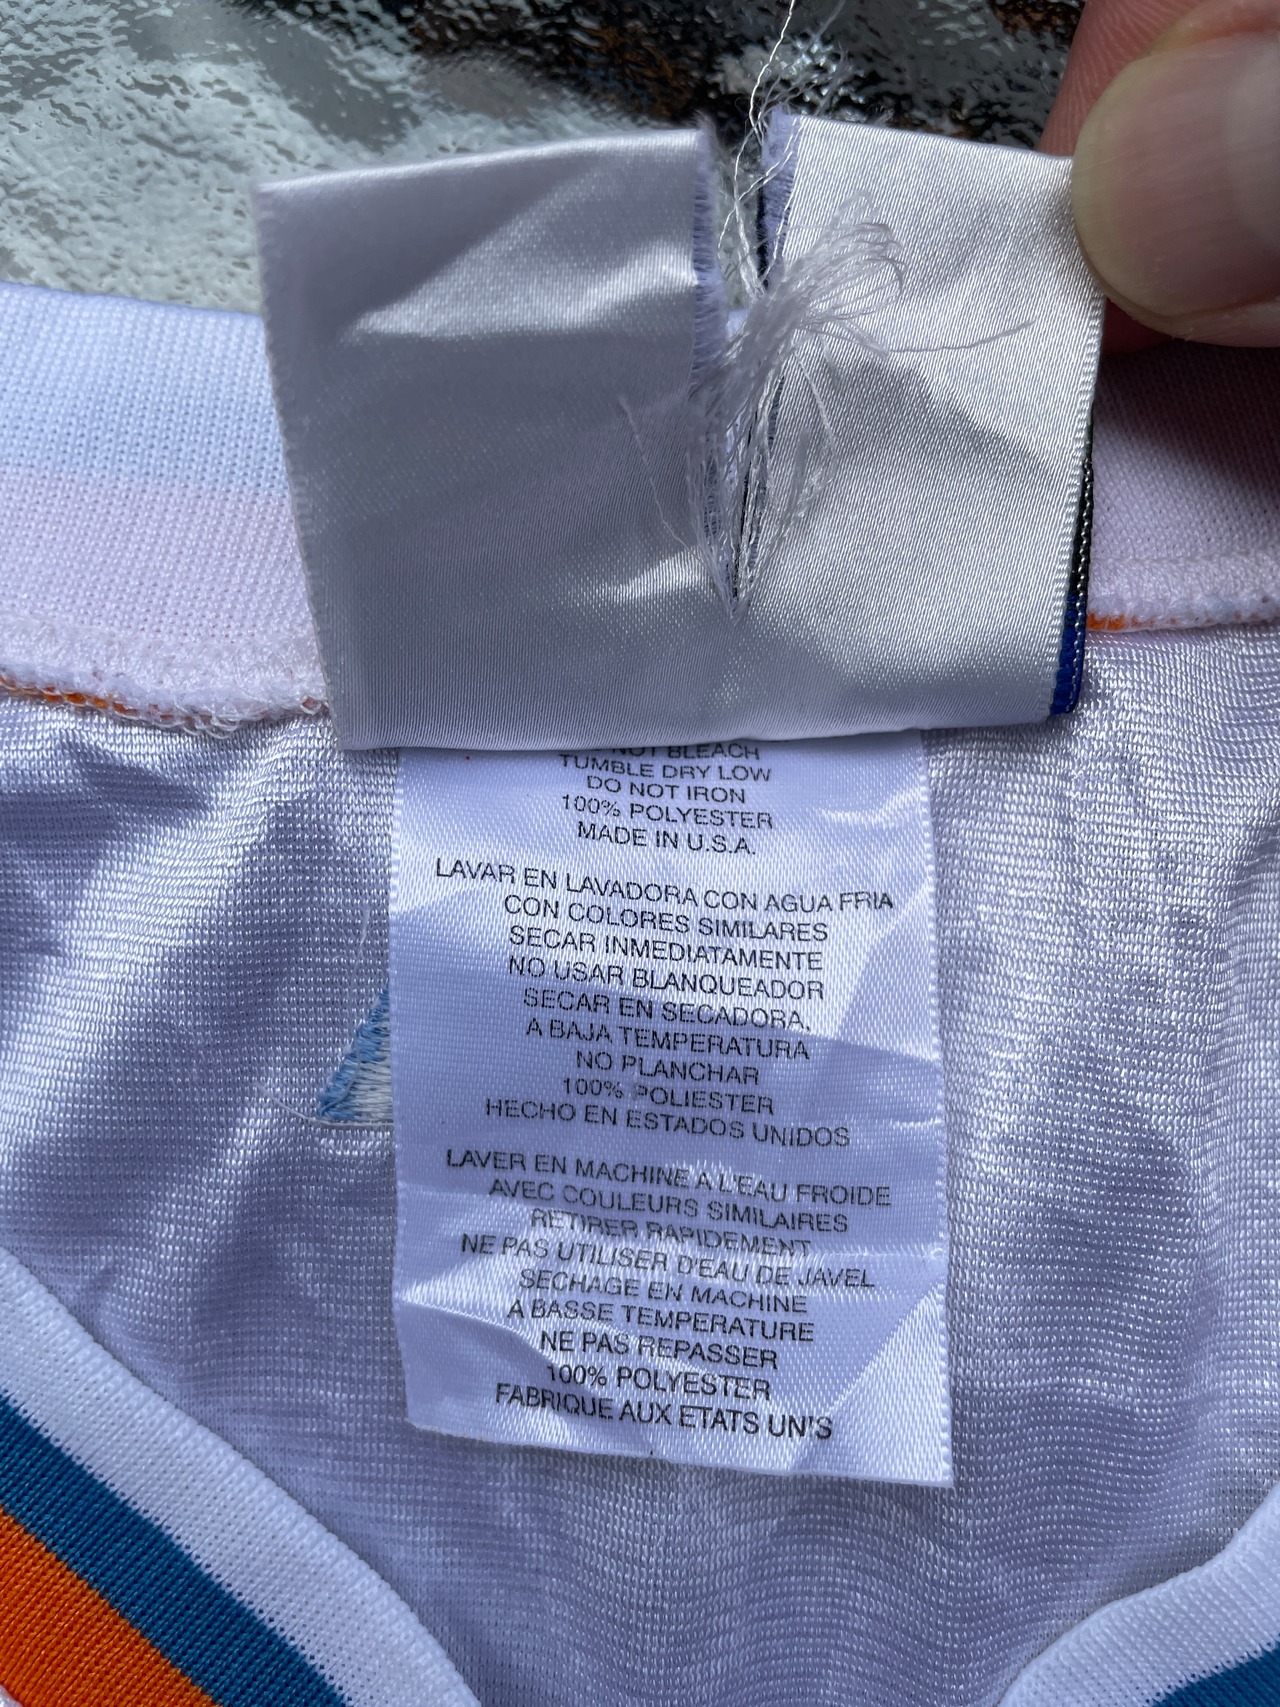 NOT BLEACH
TUMBLE DRY LOW
DO NOT IRON
100% POLYESTER
MADE IN U.S.A.
LAVAR EN LAVADORA CON AGUA FRIA
CON COLORES SIMILARES
SECAR INMEDIATAMENTE
NO USAR BLANQUEADOR
SECAR EN SECADORA,
A BAJA TEMPERATURA
NO PLANCHAR
100% POLIESTER
HECHO EN ESTADOS UNIDOS
LAVER EN MACHINE A L'EAU FROIDE
AVEC COULEURS SIMILAIRES
RETIRER RAPIDEMENT
NE PAS UTILISER D'EAU DE JAVEL
SECHAGE EN MACHINE
A BASSE TEMPERATURE
NE PAS REPASSER
100% POLYESTER
FABRIQUE AUX ETATS UN'S